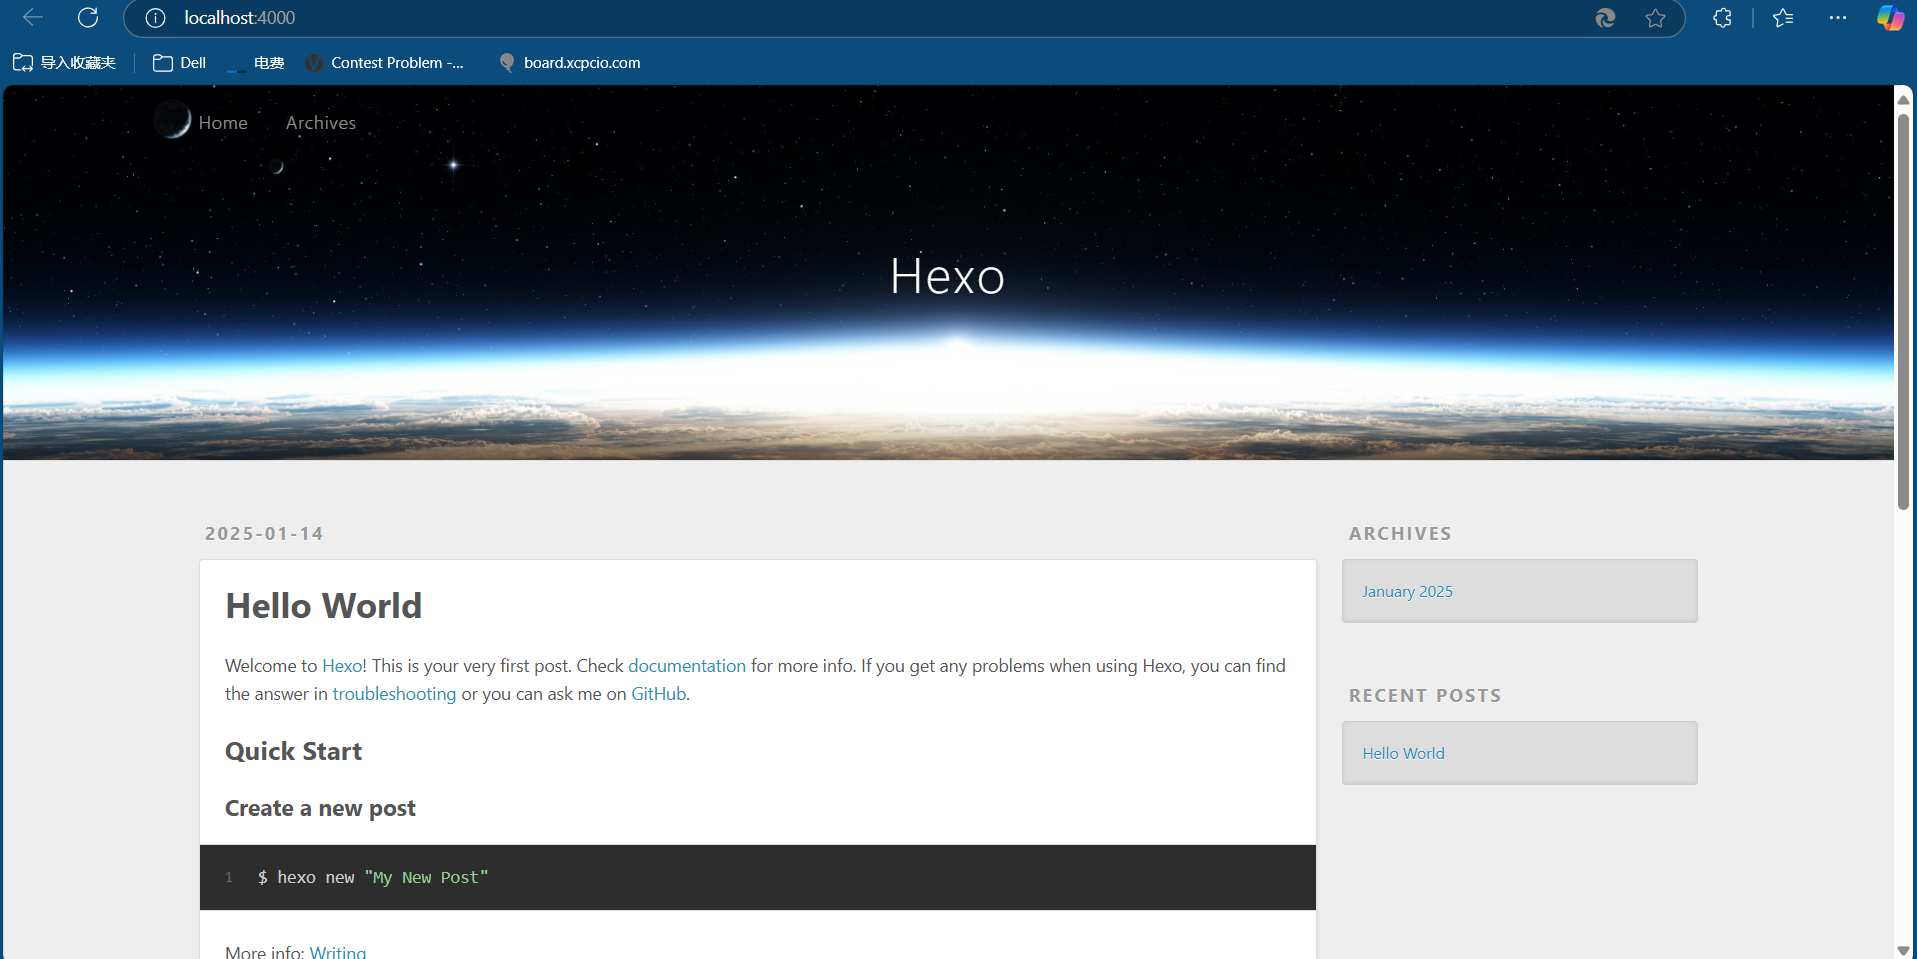 localhost:4000
导入收藏夹 Dell 电费 Contest Problem -... board.xcpcio.com
Home Archives
Hexo
2025-01-14
Hello World
Welcome to Hexo! This is your very first post. Check documentation for more info. If you get any problems when using Hexo, you can find
the answer in troubleshooting or you can ask me on GitHub.
Quick Start
Create a new post
1 $ hexo new "My New Post"
More info: Writing
ARCHIVES
January 2025
RECENT POSTS
Hello World